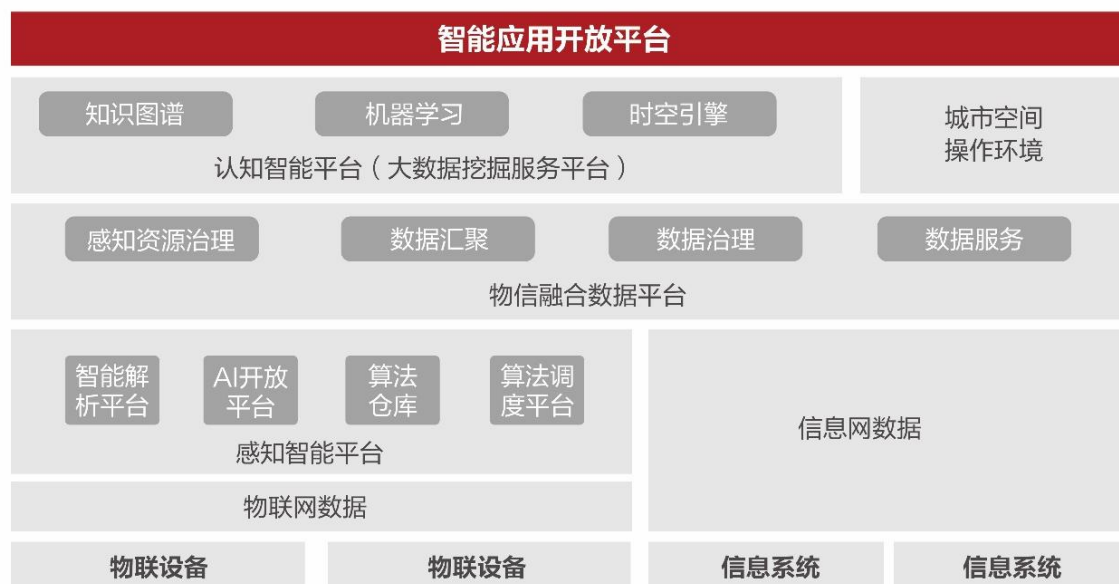 智能应用开放平台
知识图谱
机器学习
时空引擎
认知智能平台（大数据挖掘服务平台）
城市空间
操作环境
感知资源治理
数据汇聚
数据治理
数据服务
物信融合数据平台
智能解
析平台
AI开放
平台
算法
仓库
算法调
度平台
感知智能平台
物联网数据
信息网数据
物联设备
物联设备
信息系统
信息系统